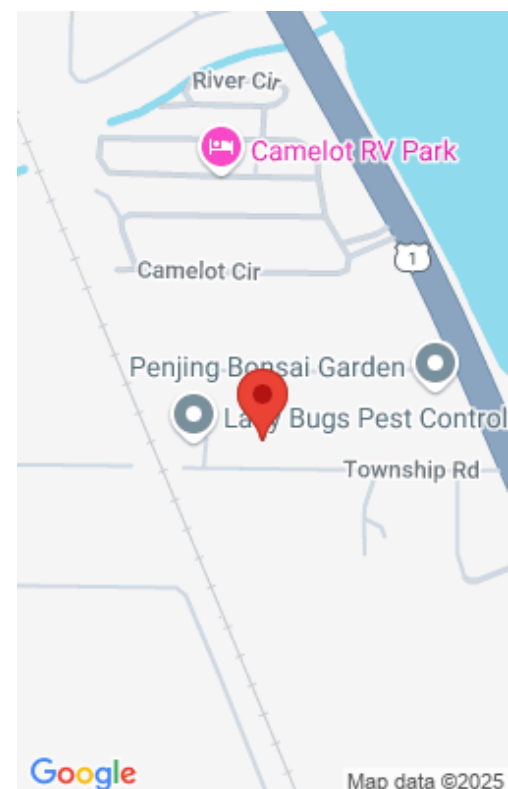 River Cir
Camelot RV Park
Camelot Cir
1
Penjing Bonsai Garden
Bugs Pest Control
Township Rd
Google
Map data ©2025